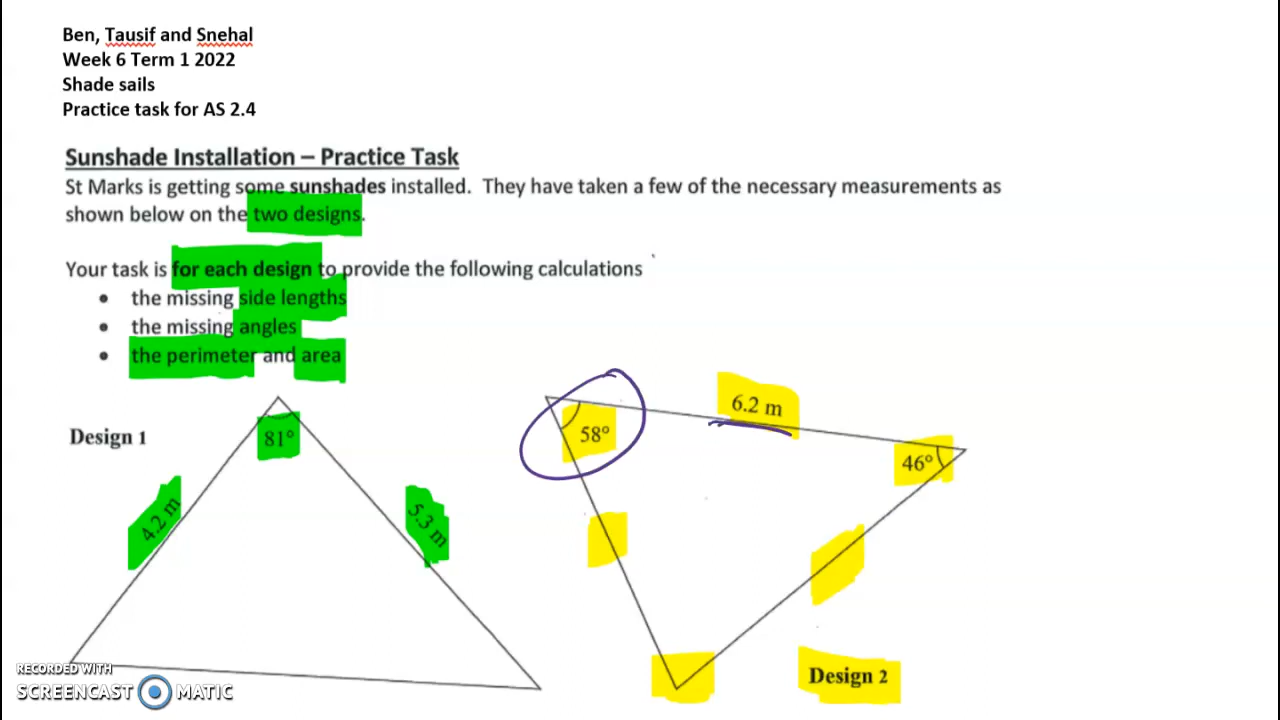 Ben, Tausif and Snehal
Week 6 Term 1 2022
Shade sails
Practice task for AS 2.4
Sunshade Installation – Practice Task
St Marks is getting some sunshades installed. They have taken a few of the necessary measurements as
shown below on the two designs.
Your task is for each design to provide the following calculations
• the missing side lengths
• the missing angles
• the perimeter and area
Design 1
81°
4.2 m
5.3 m
58°
6.2 m
46°
Design 2
RECORDED WITH
SCREENCAST MATIC